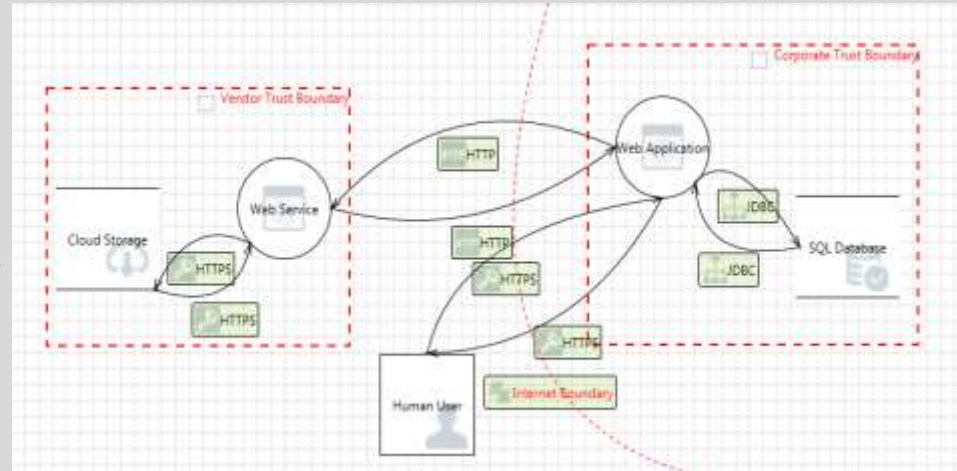 Corporate Trust Boundary
Vendor Trust Boundary
HTTP
Web Application
Web Service
JDBC
Cloud Storage
HTTP
SQL Database
HTTPS
HTTPS
JDBC
HTTPS
HTTPS
Internet Boundary
Human User